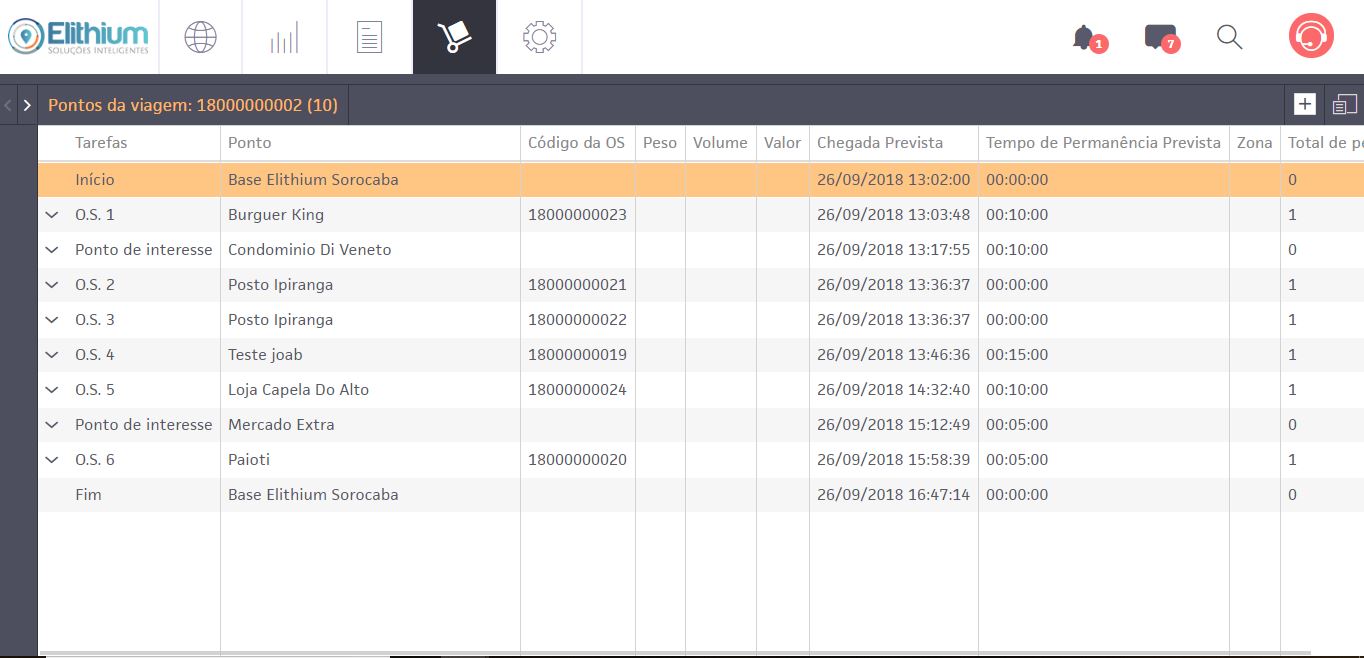 Elithium
SOLUÇÕES INTELIGENTES
1
7
Pontos da viagem: 18000000002 (10)
Tarefas Ponto Código da OS Peso Volume Valor Chegada Prevista Tempo de Permanência Prevista Zona Total de pe
Início Base Elithium Sorocaba 26/09/2018 13:02:00 00:00:00 0
O.S. 1 Burguer King 18000000023 26/09/2018 13:03:48 00:10:00 1
Ponto de interesse Condominio Di Veneto 26/09/2018 13:17:55 00:10:00 0
O.S. 2 Posto Ipiranga 18000000021 26/09/2018 13:36:37 00:00:00 1
O.S. 3 Posto Ipiranga 18000000022 26/09/2018 13:36:37 00:00:00 1
O.S. 4 Teste joab 18000000019 26/09/2018 13:46:36 00:15:00 1
O.S. 5 Loja Capela Do Alto 18000000024 26/09/2018 14:32:40 00:10:00 1
Ponto de interesse Mercado Extra 26/09/2018 15:12:49 00:05:00 0
O.S. 6 Paioti 18000000020 26/09/2018 15:58:39 00:05:00 1
Fim Base Elithium Sorocaba 26/09/2018 16:47:14 00:00:00 0